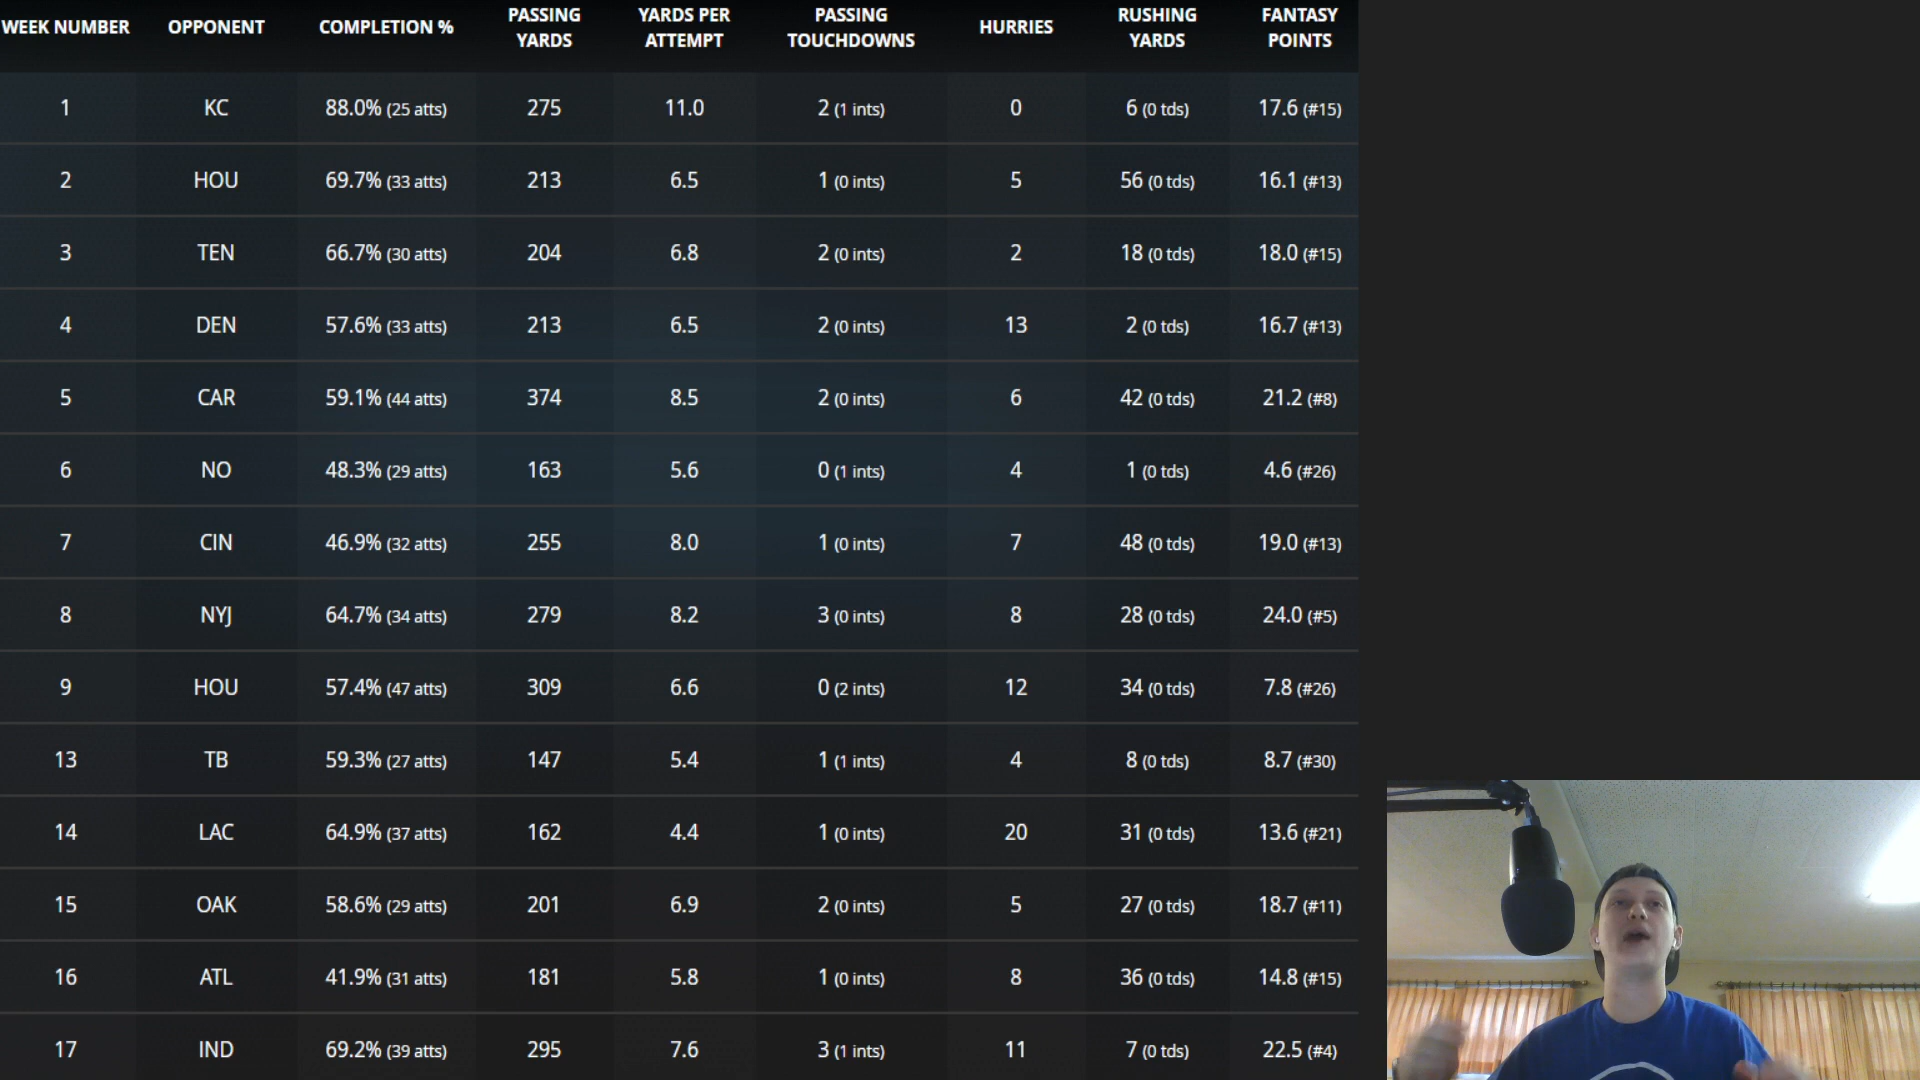 WEEK NUMBER OPPONENT COMPLETION % PASSING YARDS YARDS PER ATTEMPT PASSING TOUCHDOWNS HURRIES RUSHING YARDS FANTASY POINTS
1 KC 88.0% (25 atts) 275 11.0 2 (1 ints) 0 6 (0 tds) 17.6 (#15)
2 HOU 69.7% (33 atts) 213 6.5 1 (0 ints) 5 56 (0 tds) 16.1 (#13)
3 TEN 66.7% (30 atts) 204 6.8 2 (0 ints) 2 18 (0 tds) 18.0 (#15)
4 DEN 57.6% (33 atts) 213 6.5 2 (0 ints) 13 2 (0 tds) 16.7 (#13)
5 CAR 59.1% (44 atts) 374 8.5 2 (0 ints) 6 42 (0 tds) 21.2 (#8)
6 NO 48.3% (29 atts) 163 5.6 0 (1 ints) 4 1 (0 tds) 4.6 (#26)
7 CIN 46.9% (32 atts) 255 8.0 1 (0 ints) 7 48 (0 tds) 19.0 (#13)
8 NYJ 64.7% (34 atts) 279 8.2 3 (0 ints) 8 28 (0 tds) 24.0 (#5)
9 HOU 57.4% (47 atts) 309 6.6 0 (2 ints) 12 34 (0 tds) 7.8 (#26)
13 TB 59.3% (27 atts) 147 5.4 1 (1 ints) 4 8 (0 tds) 8.7 (#30)
14 LAC 64.9% (37 atts) 162 4.4 1 (0 ints) 20 31 (0 tds) 13.6 (#21)
15 OAK 58.6% (29 atts) 201 6.9 2 (0 ints) 5 27 (0 tds) 18.7 (#11)
16 ATL 41.9% (31 atts) 181 5.8 1 (0 ints) 8 36 (0 tds) 14.8 (#15)
17 IND 69.2% (39 atts) 295 7.6 3 (1 ints) 11 7 (0 tds) 22.5 (#4)